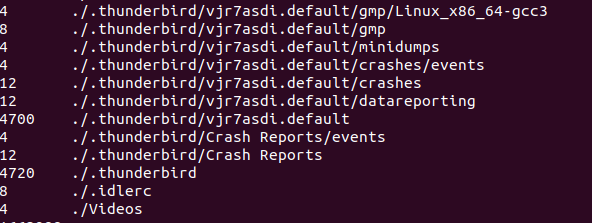 4 ./.thunderbird/vjr7asdi.default/gmp/Linux_x86_64-gcc3
8 ./.thunderbird/vjr7asdi.default/gmp
4 ./.thunderbird/vjr7asdi.default/minidumps
4 ./.thunderbird/vjr7asdi.default/crashes/events
12 ./.thunderbird/vjr7asdi.default/crashes
12 ./.thunderbird/vjr7asdi.default/datareporting
4700 ./.thunderbird/vjr7asdi.default
4 ./.thunderbird/Crash Reports/events
12 ./.thunderbird/Crash Reports
4720 ./.thunderbird
8 ./.idlerc
4 ./Videos